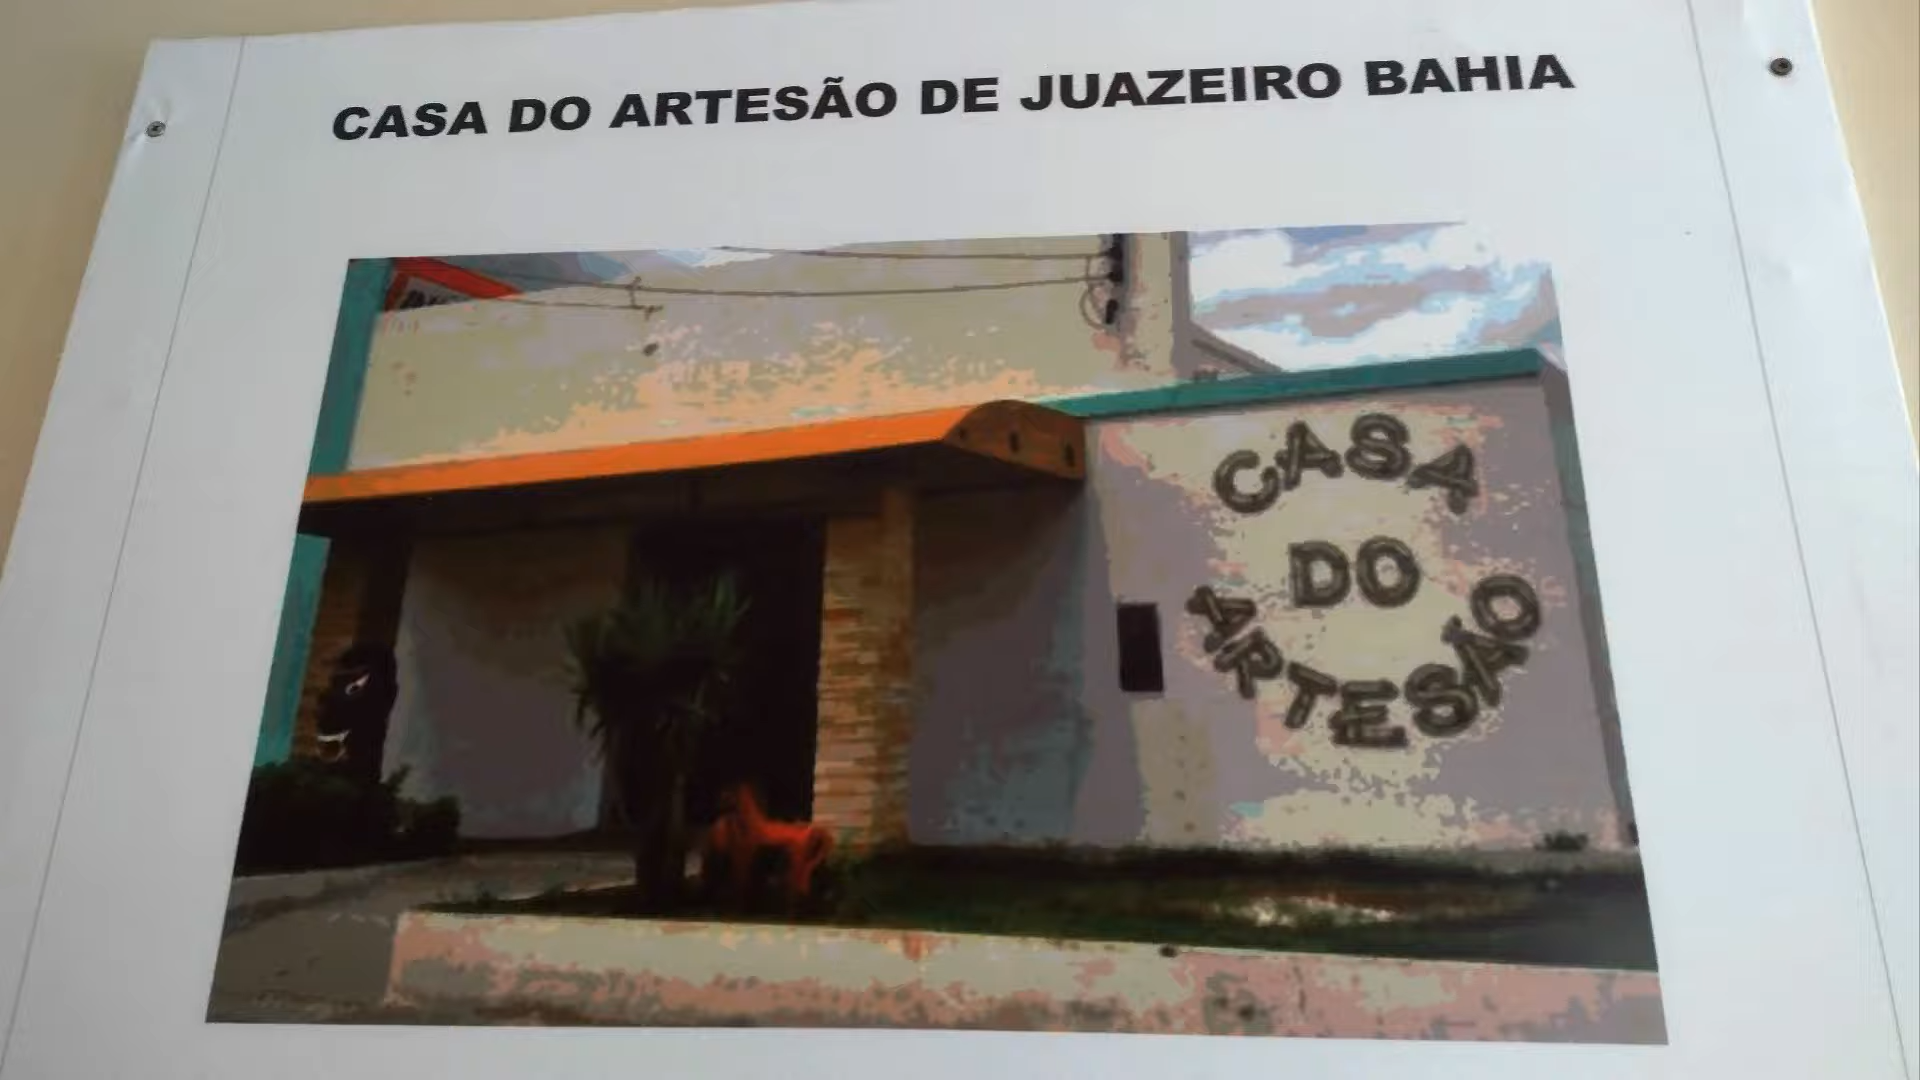 CASA DO ARTESÃO DE JUAZEIRO BAHIA
CASA
DO
ARTESÃO